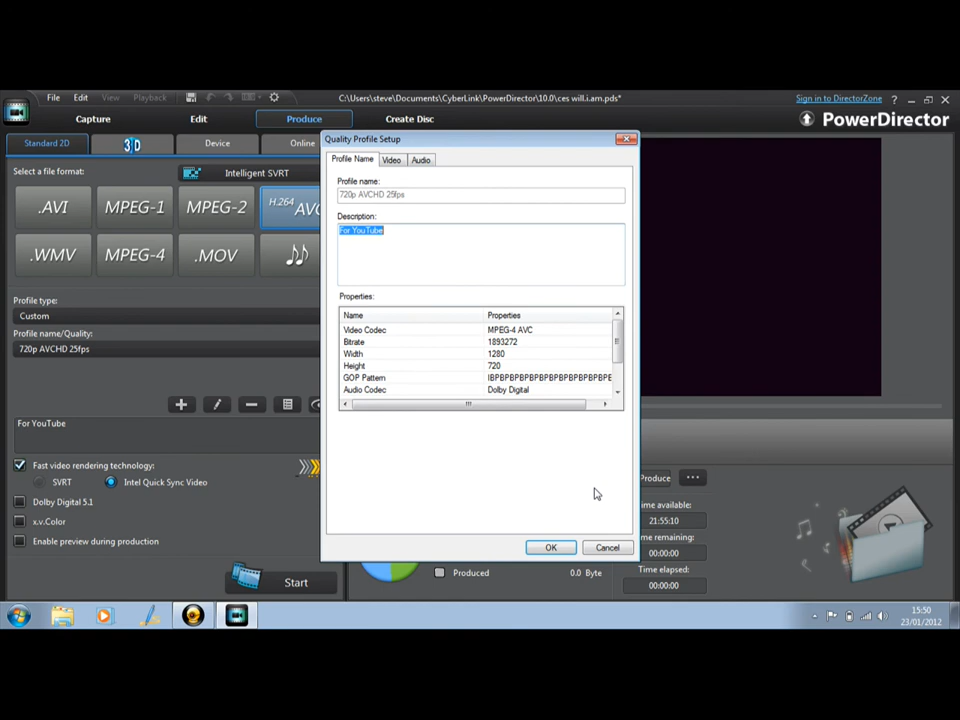 File Edit View Playback
C:\Users\steve\Documents\CyberLink\PowerDirector\10.0\ces will.i.am.pds*
Sign in to DirectorZone ?
Capture Edit Produce Create Disc
PowerDirector
Standard 2D 3D Device Online
Select a file format:
Intelligent SVRT
.AVI MPEG-1 MPEG-2 H.264 AVC
.WMV MPEG-4 .MOV
Profile type:
Custom
Profile name/Quality:
720p AVCHD 25fps
For YouTube
Fast video rendering technology:
SVRT Intel Quick Sync Video
Dolby Digital 5.1
x.v.Color
Enable preview during production
Start
Quality Profile Setup
Profile Name Video Audio
Profile name:
720p AVCHD 25fps
Description:
For YouTube
Properties:
Name Properties
Video Codec MPEG-4 AVC
Bitrate 1893272
Width 1280
Height 720
GOP Pattern IBPBPBPBPBPBPBPBPBPBPBPBPE
Audio Codec Dolby Digital
OK Cancel
Produce
ime available:
21:55:10
me remaining:
00:00:00
Time elapsed:
00:00:00
Produced 0.0 Byte
15:50
23/01/2012